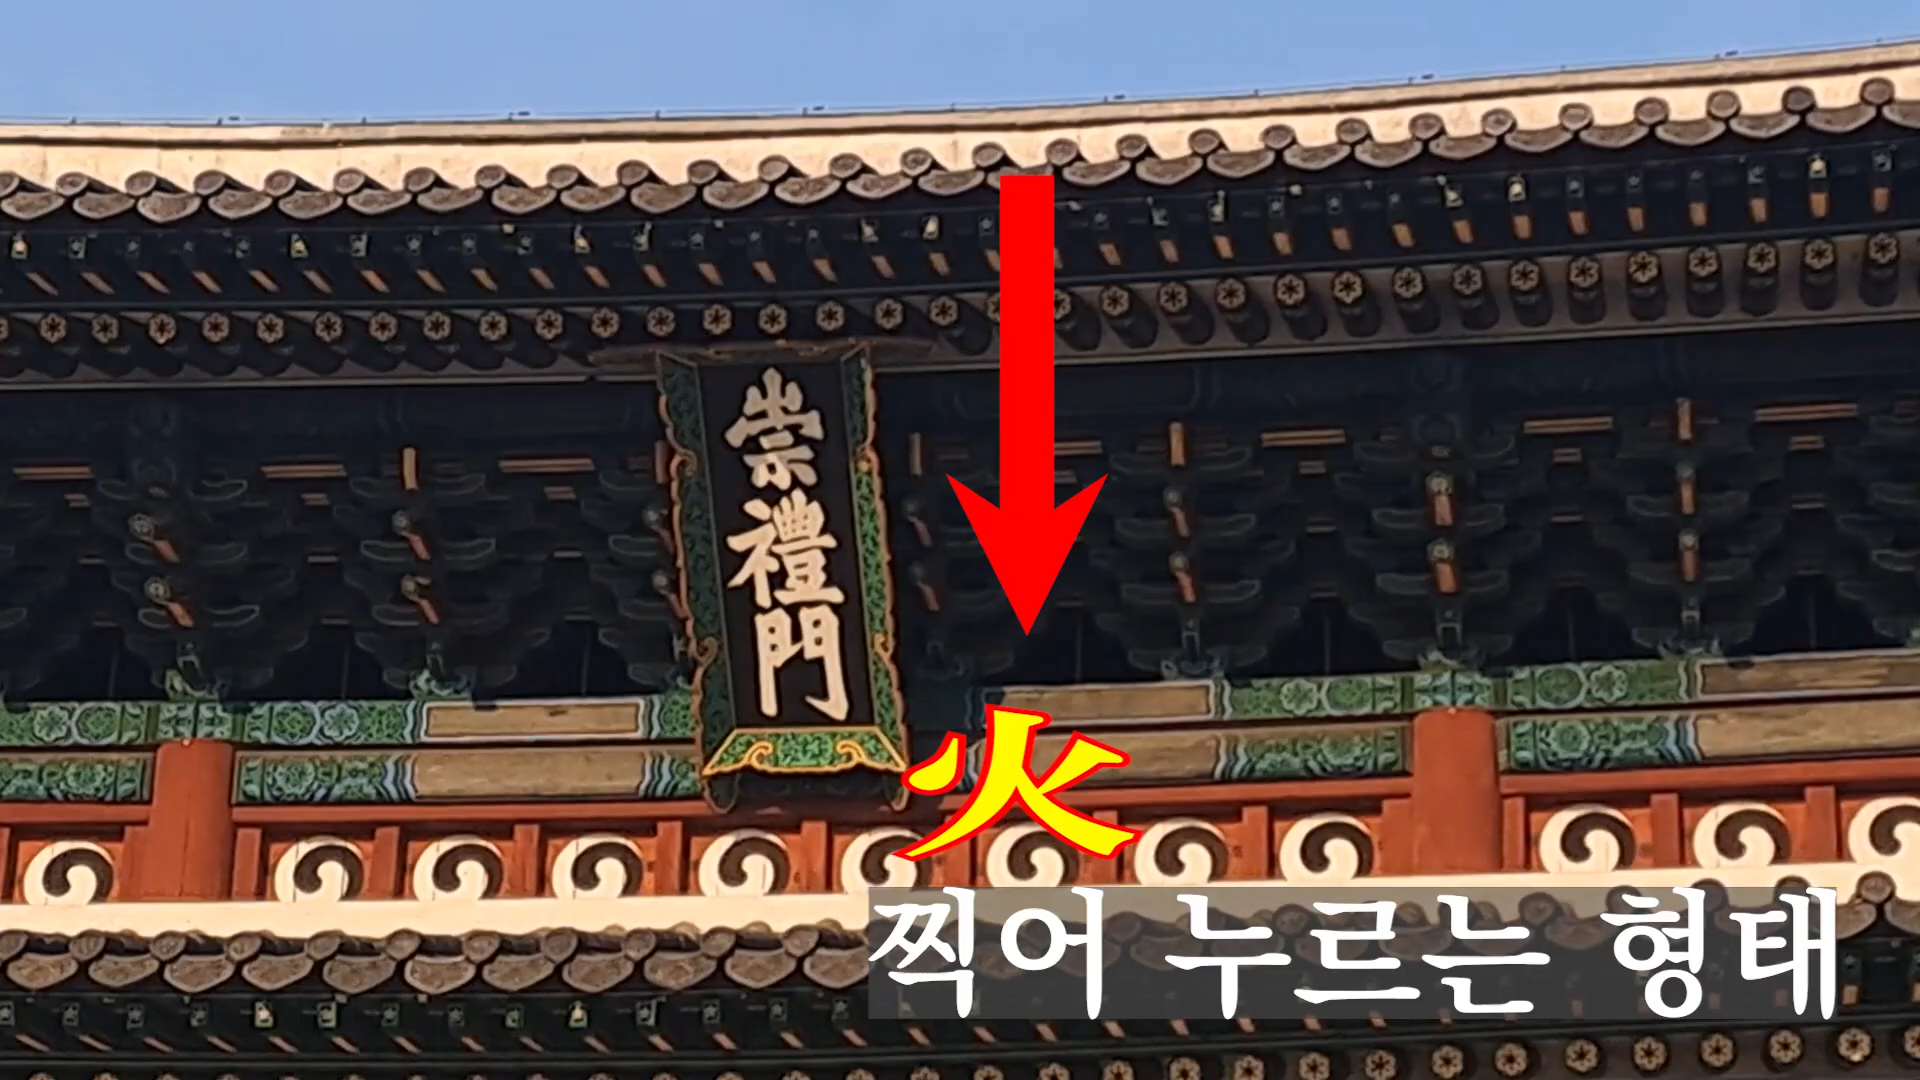 崇禮門
火
찍어 누르는 형태